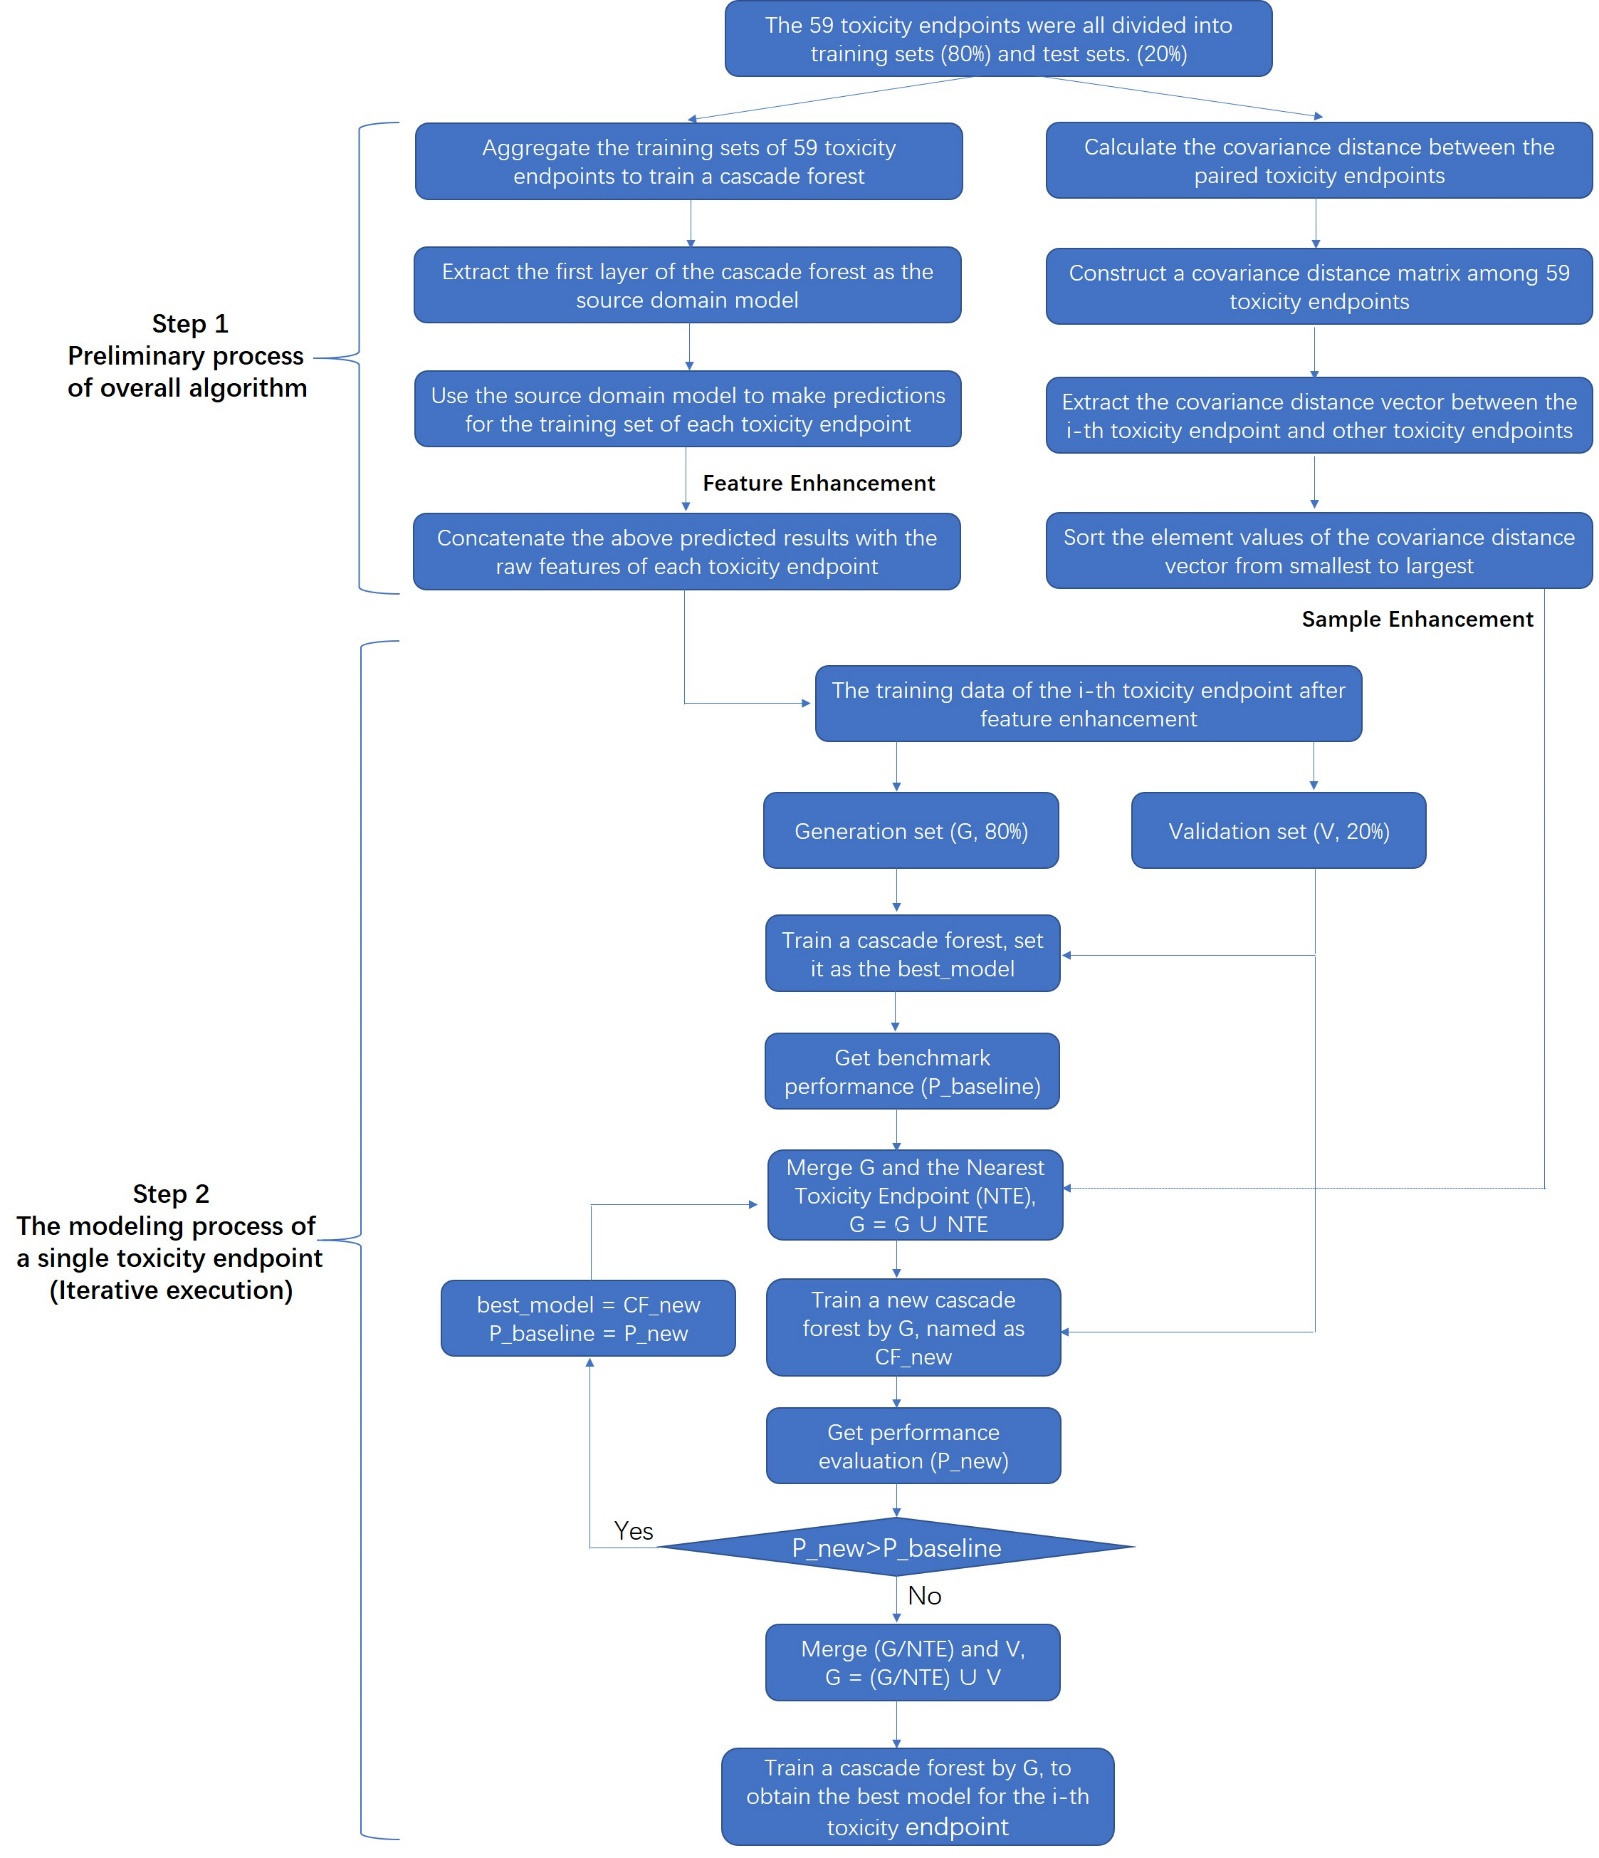 The 59 toxicity endpoints were all divided into
training sets (80%) and test sets. (20%)
Aggregate the training sets of 59 toxicity
endpoints to train a cascade forest
Calculate the covariance distance between the
paired toxicity endpoints
Extract the first layer of the cascade forest as the
source domain model
Construct a covariance distance matrix among 59
toxicity endpoints
Step 1
Preliminary process
of overall algorithm
Use the source domain model to make predictions
for the training set of each toxicity endpoint
Extract the covariance distance vector between the
i-th toxicity endpoint and other toxicity endpoints
Feature Enhancement
Concatenate the above predicted results with the
raw features of each toxicity endpoint
Sort the element values of the covariance distance
vector from smallest to largest
Sample Enhancement
The training data of the i-th toxicity endpoint after
feature enhancement
Generation set (G, 80%)
Validation set (V, 20%)
Train a cascade forest, set
it as the best_model
Get benchmark
performance (P_baseline)
Merge G and the Nearest
Toxicity Endpoint (NTE),
G = G ∪ NTE
Step 2
The modeling process of
a single toxicity endpoint
(Iterative execution)
best_model = CF_new
P_baseline = P_new
Train a new cascade
forest by G, named as
CF_new
Get performance
evaluation (P_new)
Yes
P_new>P_baseline
No
Merge (G/NTE) and V,
G = (G/NTE) ∪ V
Train a cascade forest by G, to
obtain the best model for the i-th
toxicity endpoint